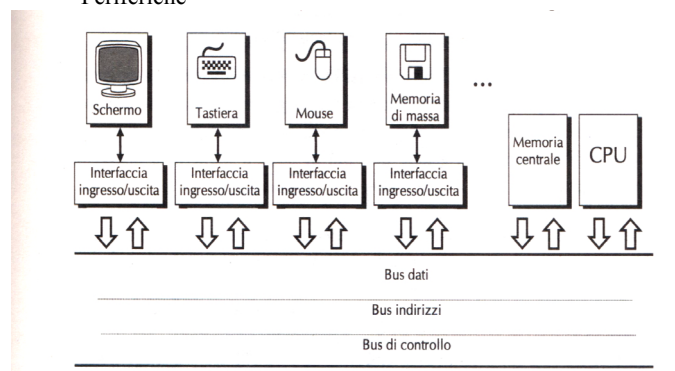 Periferiche
Schermo
Tastiera
Mouse
Memoria
di massa
...
Memoria
centrale
CPU
Interfaccia
ingresso/uscita
Interfaccia
ingresso/uscita
Interfaccia
ingresso/uscita
Interfaccia
ingresso/uscita
Bus dati
Bus indirizzi
Bus di controllo